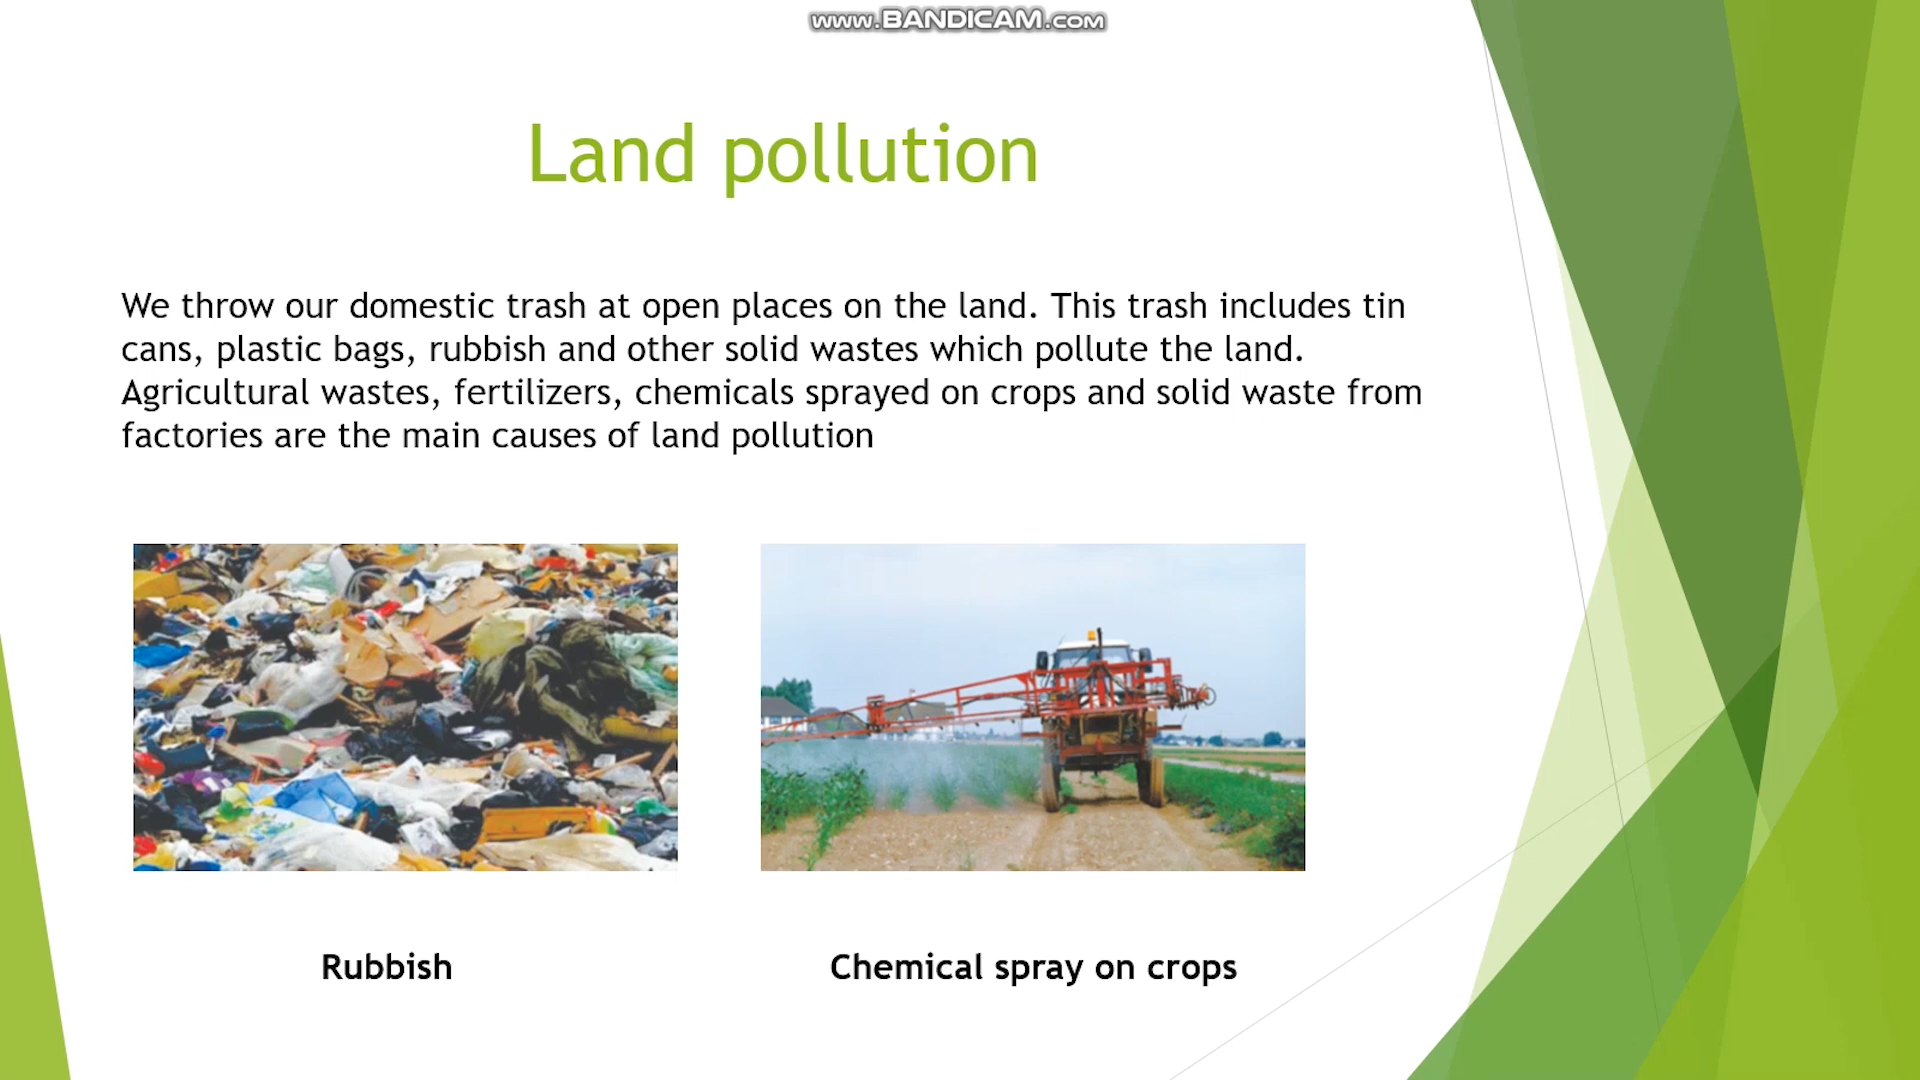 www.BANDICAM.com
Land pollution
We throw our domestic trash at open places on the land. This trash includes tin
cans, plastic bags, rubbish and other solid wastes which pollute the land.
Agricultural wastes, fertilizers, chemicals sprayed on crops and solid waste from
factories are the main causes of land pollution
Rubbish
Chemical spray on crops